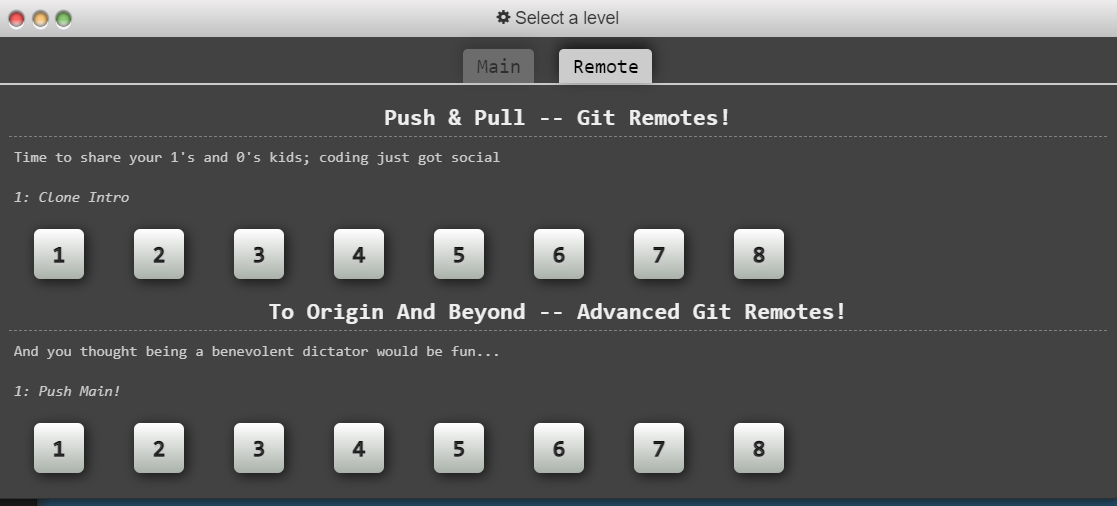 Select a level
Main Remote
Push & Pull -- Git Remotes!
Time to share your 1's and 0's kids; coding just got social
1: Clone Intro
1 2 3 4 5 6 7 8
To Origin And Beyond -- Advanced Git Remotes!
And you thought being a benevolent dictator would be fun...
1: Push Main!
1 2 3 4 5 6 7 8